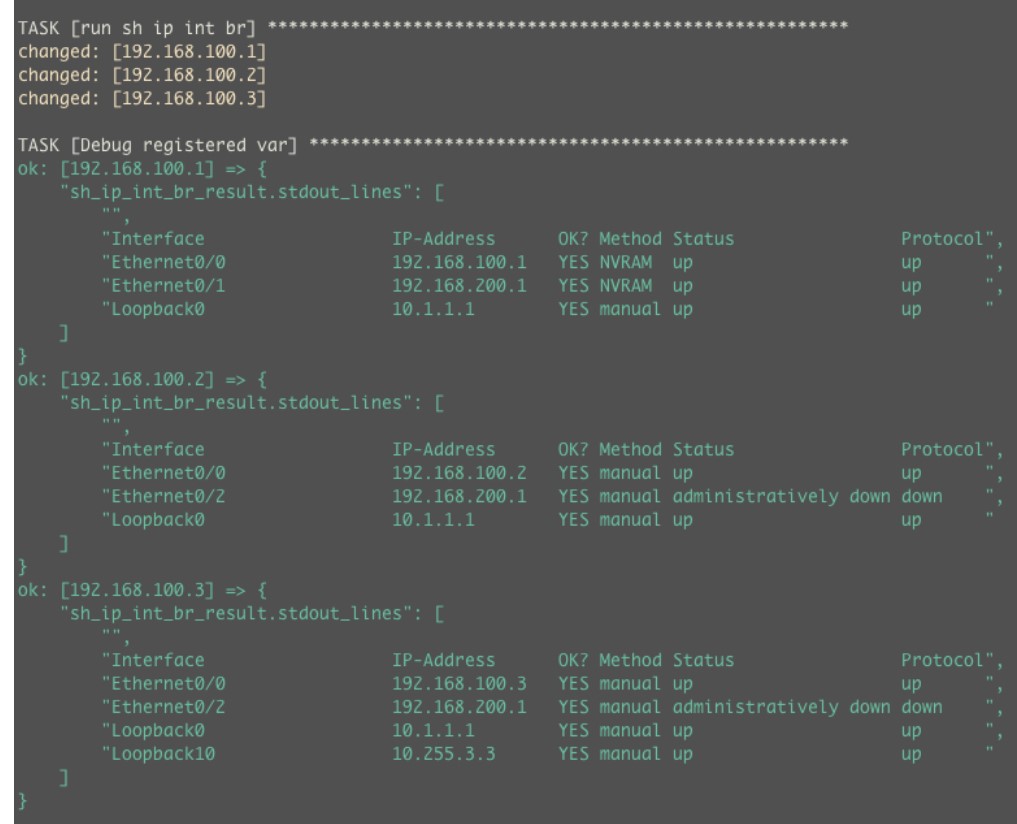 TASK [run sh ip int br] ********************************************************
changed: [192.168.100.1]
changed: [192.168.100.2]
changed: [192.168.100.3]

TASK [Debug registered var] ****************************************************
ok: [192.168.100.1] => {
    "sh_ip_int_br_result.stdout_lines": [
        "",
        "Interface                  IP-Address      OK? Method Status                Protocol",
        "Ethernet0/0                192.168.100.1   YES NVRAM  up                    up      ",
        "Ethernet0/1                192.168.200.1   YES NVRAM  up                    up      ",
        "Loopback0                  10.1.1.1        YES manual up                    up      "
    ]
}
ok: [192.168.100.2] => {
    "sh_ip_int_br_result.stdout_lines": [
        "",
        "Interface                  IP-Address      OK? Method Status                Protocol",
        "Ethernet0/0                192.168.100.2   YES manual up                    up      ",
        "Ethernet0/2                192.168.200.1   YES manual administratively down down    ",
        "Loopback0                  10.1.1.1        YES manual up                    up      "
    ]
}
ok: [192.168.100.3] => {
    "sh_ip_int_br_result.stdout_lines": [
        "",
        "Interface                  IP-Address      OK? Method Status                Protocol",
        "Ethernet0/0                192.168.100.3   YES manual up                    up      ",
        "Ethernet0/2                192.168.200.1   YES manual administratively down down    ",
        "Loopback0                  10.1.1.1        YES manual up                    up      ",
        "Loopback10                 10.255.3.3      YES manual up                    up      "
    ]
}